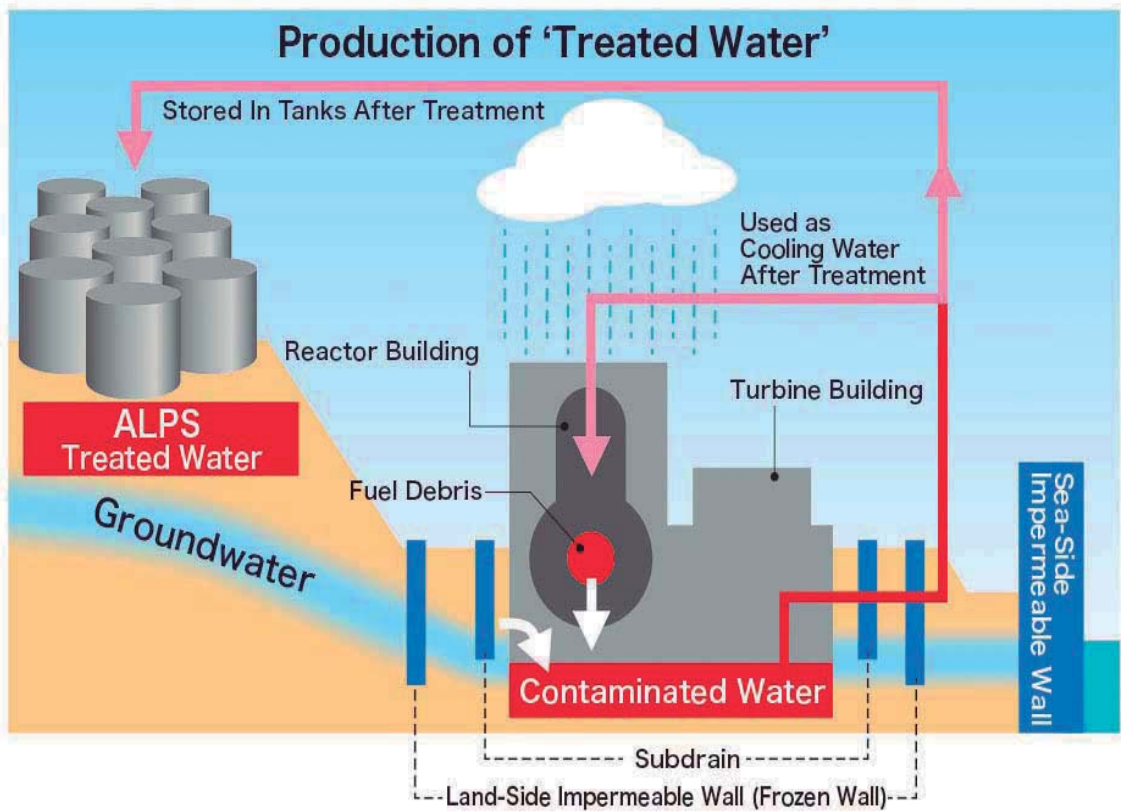 Production of ‘Treated Water’
Stored In Tanks After Treatment
Used as
Cooling Water
After Treatment
Reactor Building
Turbine Building
ALPS
Treated Water
Fuel Debris
Groundwater
Sea-Side
Impermeable Wall
Contaminated Water
Subdrain
Land-Side Impermeable Wall (Frozen Wall)